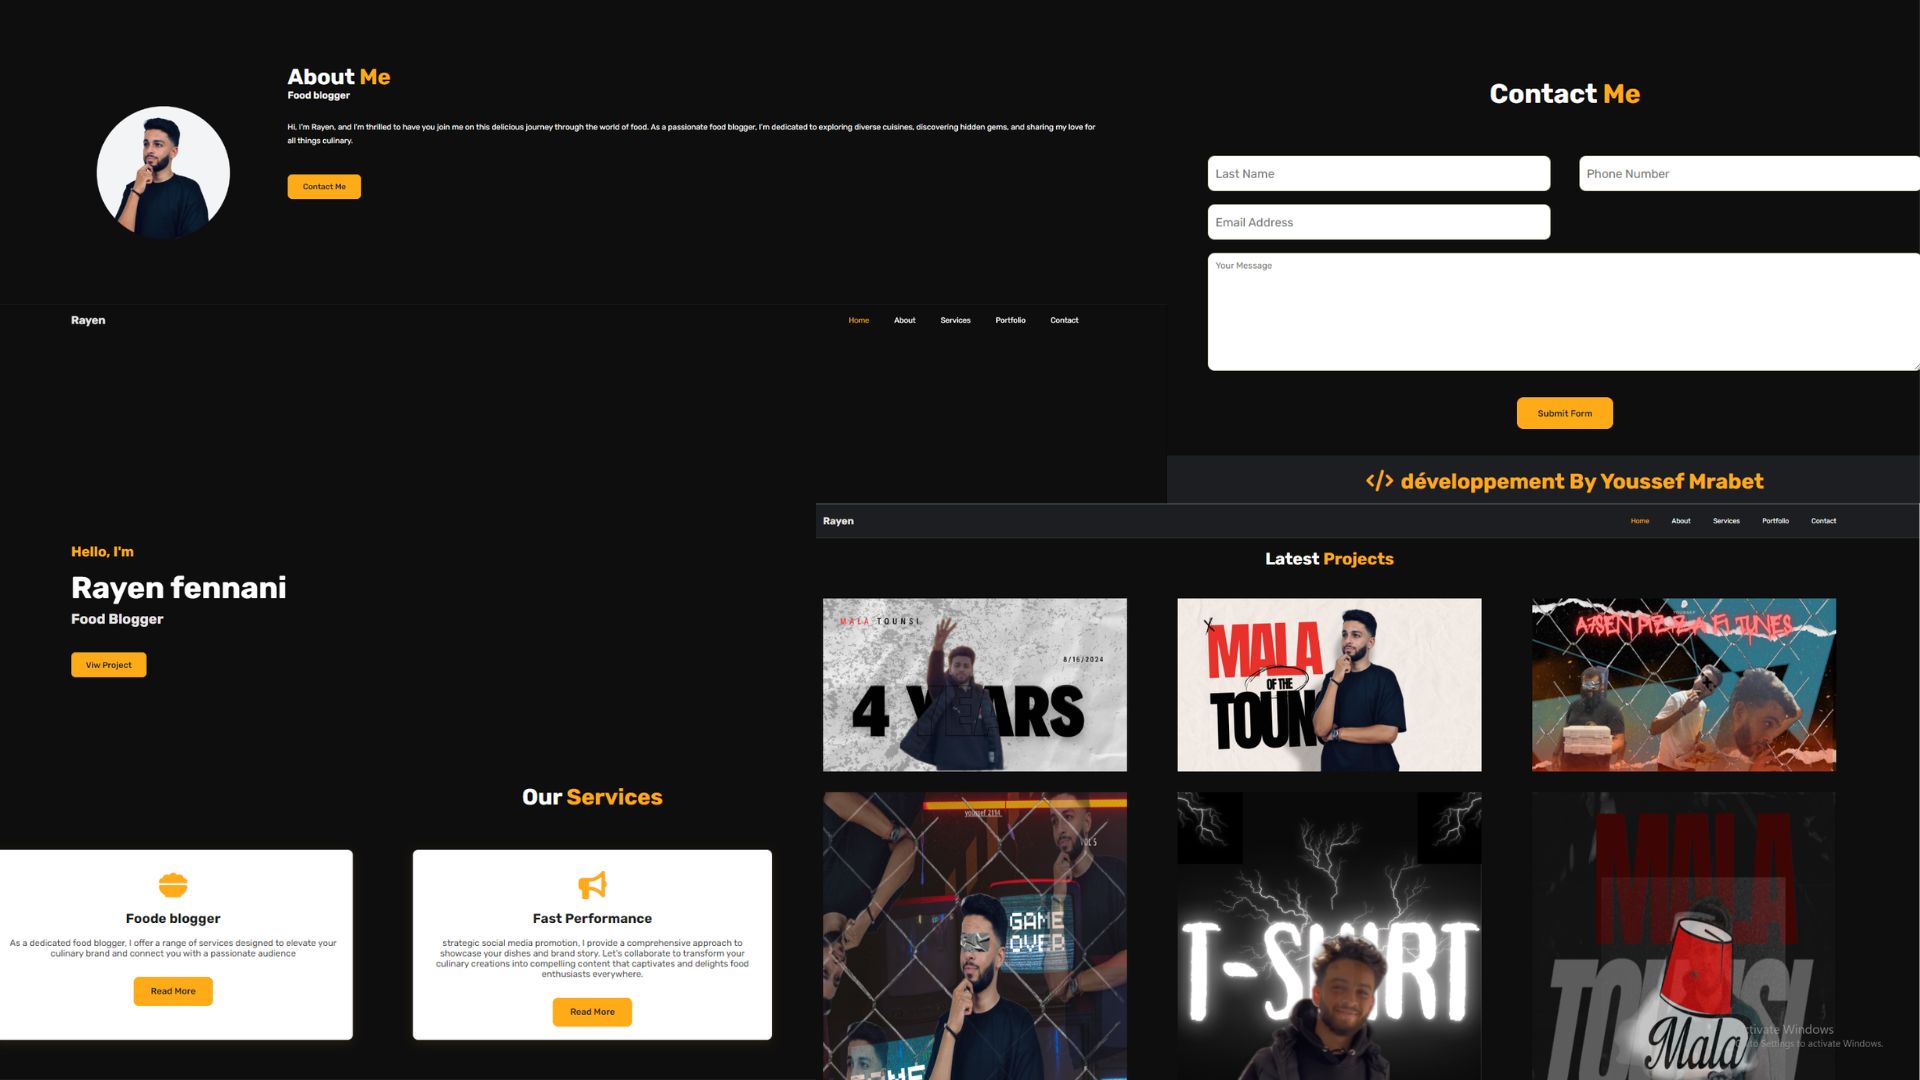 About Me
Food blogger
Hi, I'm Rayen, and I'm thrilled to have you join me on this delicious journey through the world of food. As a passionate food blogger, I'm dedicated to exploring diverse cuisines, discovering hidden gems, and sharing my love for
all things culinary.
Contact Me
Contact Me
Last Name
Phone Number
Email Address
Your Message
Submit Form
</> développement By Youssef Mrabet
Rayen
Home About Services Portfolio Contact
Hello, I'm
Rayen fennani
Food Blogger
Viw Project
Our Services
Foode blogger
As a dedicated food blogger, I offer a range of services designed to elevate your
culinary brand and connect you with a passionate audience
Read More
Fast Performance
strategic social media promotion, I provide a comprehensive approach to
showcase your dishes and brand story. Let's collaborate to transform your
culinary creations into compelling content that captivates and delights food
enthusiasts everywhere.
Read More
Rayen
Home About Services Portfolio Contact
Latest Projects
MALA TOUNSI
8/16/2024
4 YEARS
MALA
OF THE
TOUN
A7SEN PIZZA FI TUNES
youssef 2114
VOL 5
GAME
OVER
T-SHIRT
MALA
TOUNSI
Mala
Activate Windows
to Settings to activate Windows.